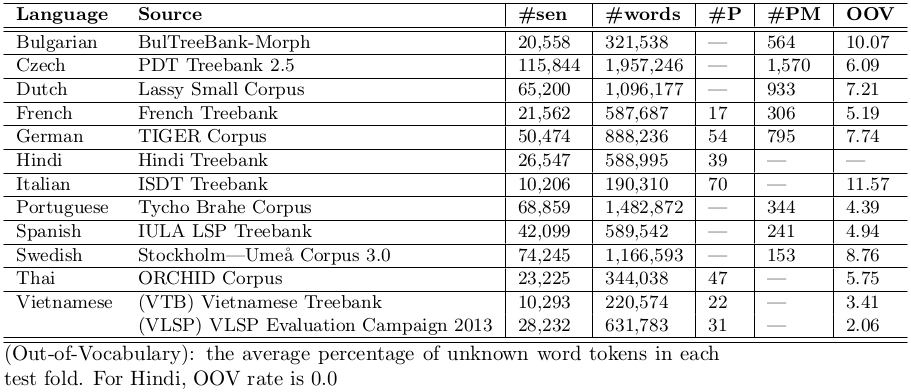 Language Source #sen #words #P #PM OOV
Bulgarian BulTreeBank-Morph 20,558 321,538 — 564 10.07
Czech PDT Treebank 2.5 115,844 1,957,246 — 1,570 6.09
Dutch Lassy Small Corpus 65,200 1,096,177 — 933 7.21
French French Treebank 21,562 587,687 17 306 5.19
German TIGER Corpus 50,474 888,236 54 795 7.74
Hindi Hindi Treebank 26,547 588,995 39 — —
Italian ISDT Treebank 10,206 190,310 70 — 11.57
Portuguese Tycho Brahe Corpus 68,859 1,482,872 — 344 4.39
Spanish IULA LSP Treebank 42,099 589,542 — 241 4.94
Swedish Stockholm—Umeå Corpus 3.0 74,245 1,166,593 — 153 8.76
Thai ORCHID Corpus 23,225 344,038 47 — 5.75
Vietnamese (VTB) Vietnamese Treebank 10,293 220,574 22 — 3.41
(VLSP) VLSP Evaluation Campaign 2013 28,232 631,783 31 — 2.06
(Out-of-Vocabulary): the average percentage of unknown word tokens in each
test fold. For Hindi, OOV rate is 0.0